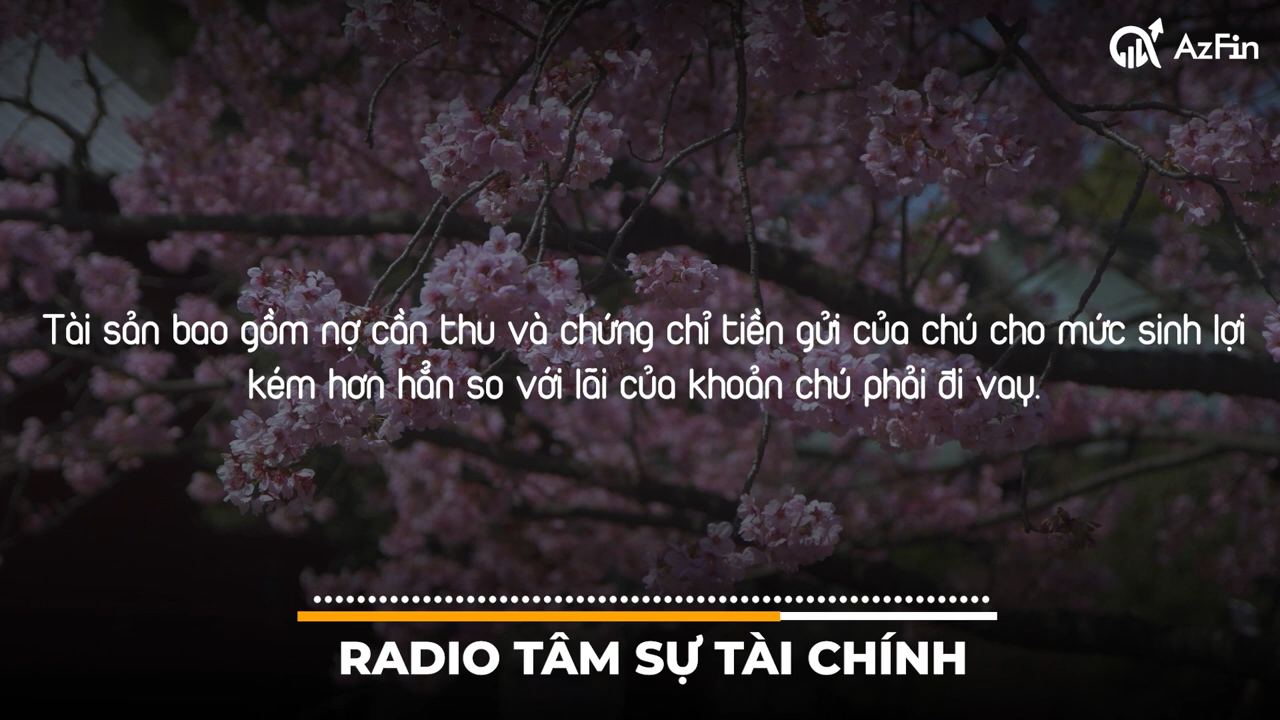 AzFin
Tài sản bao gồm nợ cần thu và chứng chỉ tiền gửi của chú cho mức sinh lợi
kém hơn hẳn so với lãi của khoản chú phải đi vay.
RADIO TÂM SỰ TÀI CHÍNH